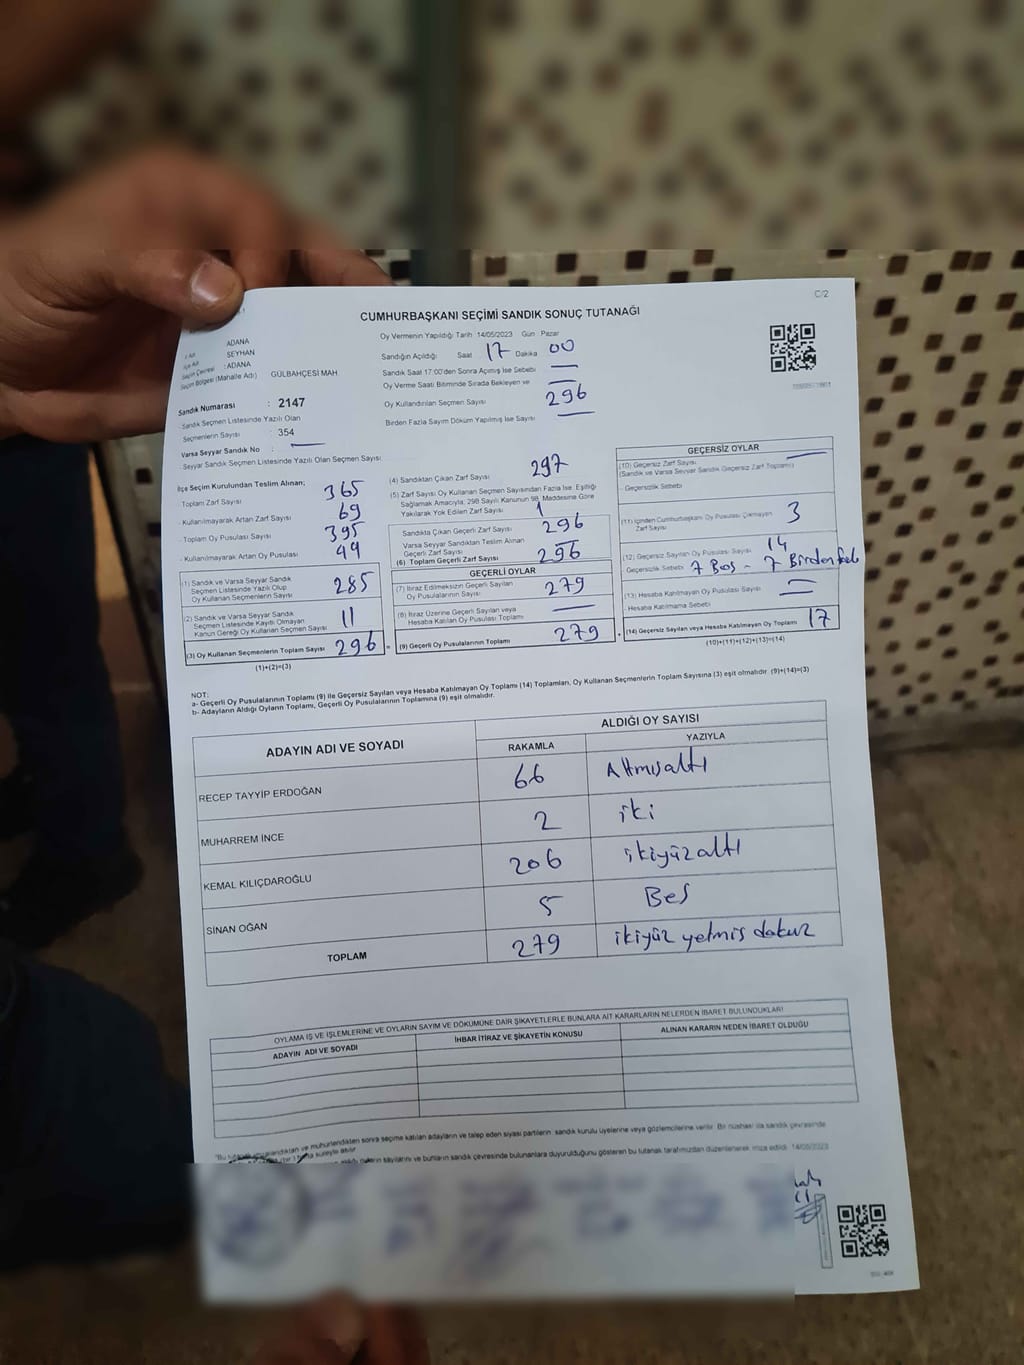 C/2
CUMHURBAŞKANI SEÇİMİ SANDIK SONUÇ TUTANAĞI
Oy Vermenin Yapıldığı Tarih 14/05/2023 Gün : Pazar
ADANA
SEYHAN
Seçim Çevresi : ADANA
Seçim Bölgesi (Mahalle Adı) GÜLBAHÇESİ MAH.
Sandık Numarası : 2147
- Sandık Seçmen Listesinde Yazılı Olan
Seçmenlerin Sayısı : 354
Varsa Seyyar Sandık No :
- Seyyar Sandık Seçmen Listesinde Yazılı Olan Seçmen Sayısı
Sandığın Açıldığı Saat 17 Dakika 00
Sandık Saat 17:00'den Sonra Açımış İse Sebebi
Oy Verme Saati Bitiminde Sırada Bekleyen ve
Oy Kullandırılan Seçmen Sayısı 296
Birden Fazla Sayım Döküm Yapılmış İse Sayısı
İlçe Seçim Kurulundan Teslim Alınan;
Toplam Zarf Sayısı 365
- Kullanılmayarak Artan Zarf Sayısı 69
- Toplam Oy Pusulası Sayısı 395
- Kullanılmayarak Artan Oy Pusulası 44
(1) Sandık ve Varsa Seyyar Sandık
Seçmen Listesinde Yazılı Olup
Oy Kullanan Seçmenlerin Sayısı 285
(2) Sandık ve Varsa Seyyar Sandık
Seçmen Listesinde Kayıtlı Olmayan
Kanun Gereği Oy Kullanan Seçmen Sayısı 11
(3) Oy Kullanan Seçmenlerin Toplam Sayısı 296 =
(1)+(2)=(3)
(4) Sandıktan Çıkan Zarf Sayısı 297
(5) Zarf Sayısı Oy Kullanan Seçmen Sayısından Fazla İse, Eşitliği
Sağlamak Amacıyla; 298 Sayılı Kanunun 98. Maddesine Göre
Yakılarak Yok Edilen Zarf Sayısı 1
Sandıkta Çıkan Geçerli Zarf Sayısı 296
Varsa Seyyar Sandıktan Teslim Alınan
Geçerli Zarf Sayısı
(6) Toplam Geçerli Zarf Sayısı 296
GEÇERLİ OYLAR
(7) İtiraz Edilmeksizin Geçerli Sayılan
Oy Pusulalarının Sayısı 279
(8) İtiraz Üzerine Geçerli Sayılan veya
Hesaba Katılan Oy Pusulası Toplamı
(9) Geçerli Oy Pusulalarının Toplamı 279 +
GEÇERSİZ OYLAR
(10) Geçersiz Zarf Sayısı
(Sandık ve Varsa Seyyar Sandık Geçersiz Zarf Toplamı)
- Geçersizlik Sebebi
(11) İçinden Cumhurbaşkanı Oy Pusulası Çıkmayan
Zarf Sayısı 3
(12) Geçersiz Sayılan Oy Pusulası Sayısı 14
Geçersizlik Sebebi 7 Boş - 7 Birden fazla
(13) Hesaba Katılmayan Oy Pusulası Sayısı
- Hesaba Katılmama Sebebi
(14) Geçersiz Sayılan veya Hesaba Katılmayan Oy Toplamı 17
(10)+(11)+(12)+(13)=(14)
NOT:
a- Geçerli Oy Pusulalarının Toplamı (9) ile Geçersiz Sayılan veya Hesaba Katılmayan Oy Toplamı (14) Toplamları, Oy Kullanan Seçmenlerin Toplam Sayısına (3) eşit olmalıdır. (9)+(14)=(3)
b- Adayların Aldığı Oyların Toplamı, Geçerli Oy Pusulalarının Toplamına (9) eşit olmalıdır.
ADAYIN ADI VE SOYADI ALDIĞI OY SAYISI
RAKAMLA YAZIYLA
RECEP TAYYİP ERDOĞAN 66 Altmışaltı
MUHARREM İNCE 2 iki
KEMAL KILIÇDAROĞLU 206 ikiyüzaltı
SİNAN OĞAN 5 Beş
TOPLAM 279 ikiyüz yetmiş dokuz
OYLAMA İŞ VE İŞLEMLERİNE VE OYLARIN SAYIM VE DÖKÜMÜNE DAİR ŞİKAYETLERLE BUNLARA AİT KARARLARIN NELERDEN İBARET BULUNDUKLARI
ADAYIN ADI VE SOYADI İHBAR İTİRAZ VE ŞİKAYETİN KONUSU ALINAN KARARIN NEDEN İBARET OLDUĞU
ve mühürlendikten sonra seçime katılan adayların ve talep eden siyasi partilerin sandık kurulu üyelerine veya gözlemcilerine verilir. Bir nüshası da sandık çevresinde
oyların sayılarını ve bunların sandık çevresinde bulunanlara duyurulduğunu gösteren bu tutanak tarafımızdan düzenlenerek imza edildi. 14/05/2023